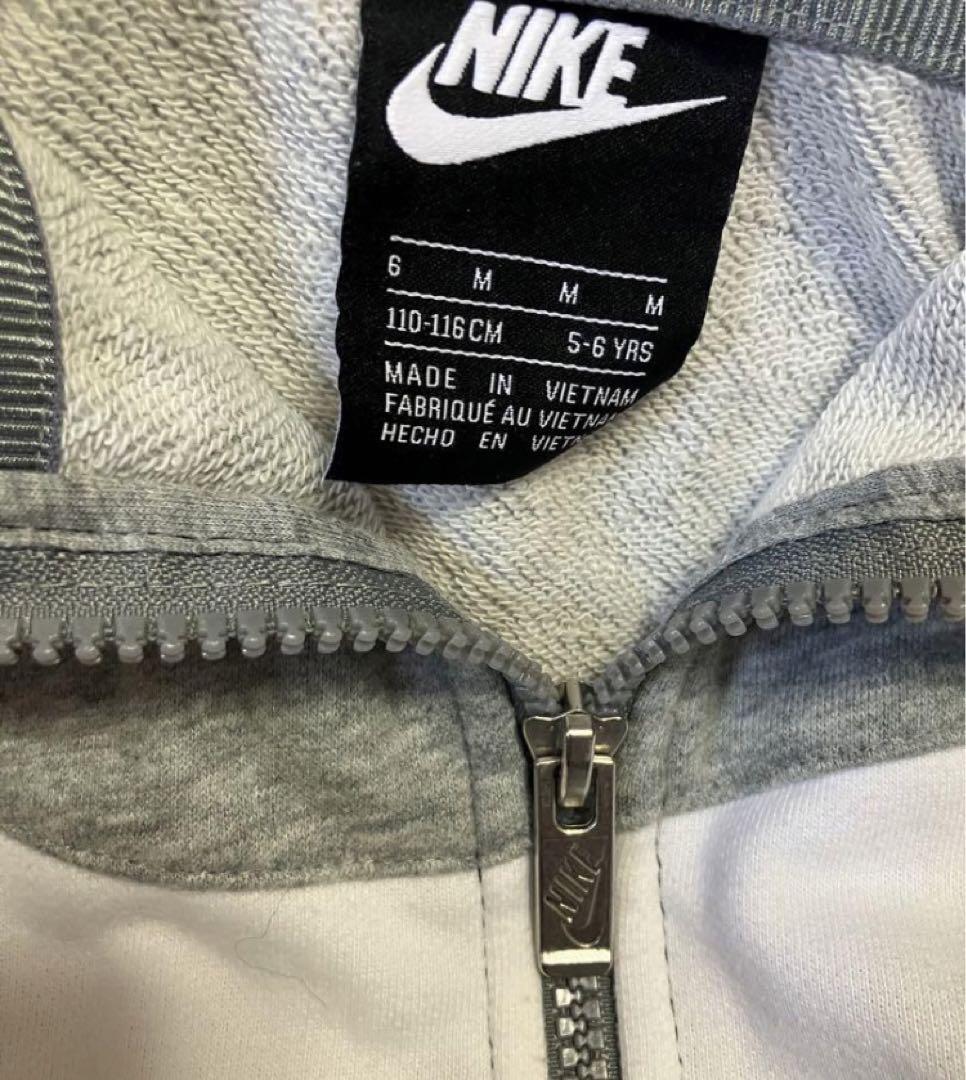 NIKE
6 M M M
110-116CM 5-6 YRS
MADE IN VIETNAM
FABRIQUÉ AU VIETNAM
HECHO EN
NIKE